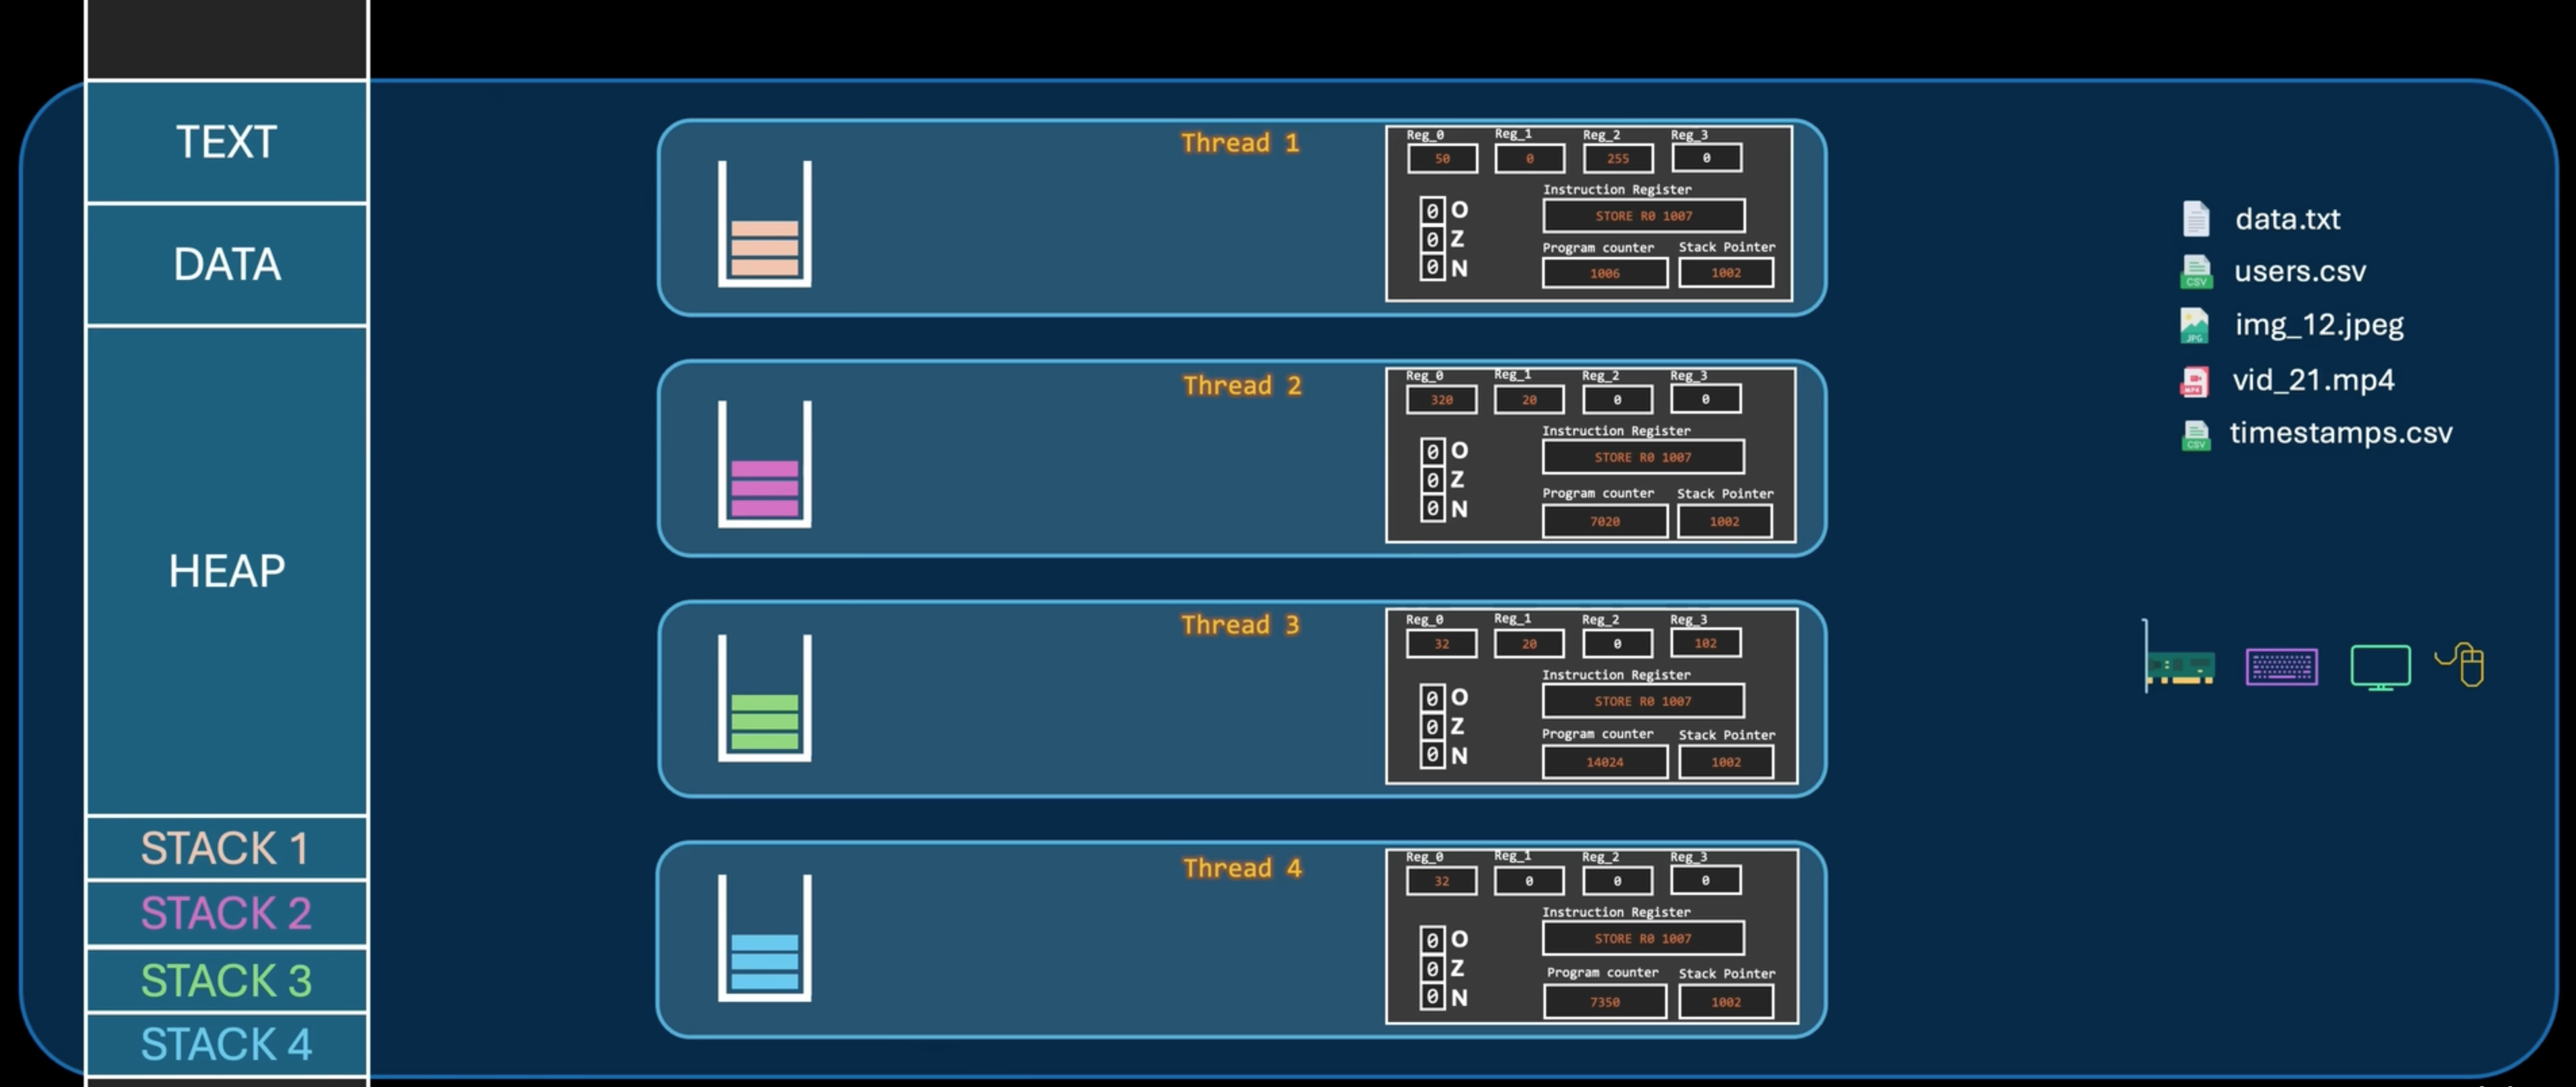 TEXT
DATA
HEAP
STACK 1
STACK 2
STACK 3
STACK 4
Thread 1
Reg_0 Reg_1 Reg_2 Reg_3
50 0 255 0
Instruction Register
0 O
STORE R0 1007
0 Z
Program counter Stack Pointer
0 N
1006 1002
Thread 2
Reg_0 Reg_1 Reg_2 Reg_3
320 20 0 0
Instruction Register
0 O
STORE R0 1007
0 Z
Program counter Stack Pointer
0 N
7020 1002
Thread 3
Reg_0 Reg_1 Reg_2 Reg_3
32 20 0 102
Instruction Register
0 O
STORE R0 1007
0 Z
Program counter Stack Pointer
0 N
14024 1002
Thread 4
Reg_0 Reg_1 Reg_2 Reg_3
32 0 0 0
Instruction Register
0 O
STORE R0 1007
0 Z
Program counter Stack Pointer
0 N
7350 1002
data.txt
CSV users.csv
JPG img_12.jpeg
MP4 vid_21.mp4
CSV timestamps.csv